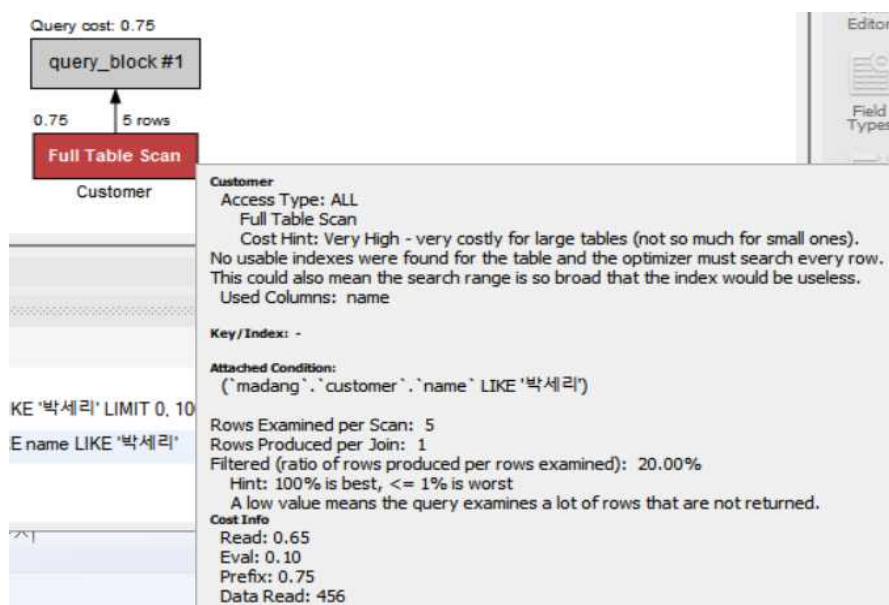 Query cost: 0.75
query_block #1
0.75 5 rows
Full Table Scan
Customer
Editor
Field
Types
Customer
Access Type: ALL
Full Table Scan
Cost Hint: Very High - very costly for large tables (not so much for small ones).
No usable indexes were found for the table and the optimizer must search every row.
This could also mean the search range is so broad that the index would be useless.
Used Columns: name
Key/Index: -
Attached Condition:
(`madang`.`customer`.`name` LIKE '박세리')
KE '박세리' LIMIT 0, 10
E name LIKE '박세리'
Rows Examined per Scan: 5
Rows Produced per Join: 1
Filtered (ratio of rows produced per rows examined): 20.00%
Hint: 100% is best, <= 1% is worst
A low value means the query examines a lot of rows that are not returned.
Cost Info
Read: 0.65
Eval: 0.10
Prefix: 0.75
Data Read: 456